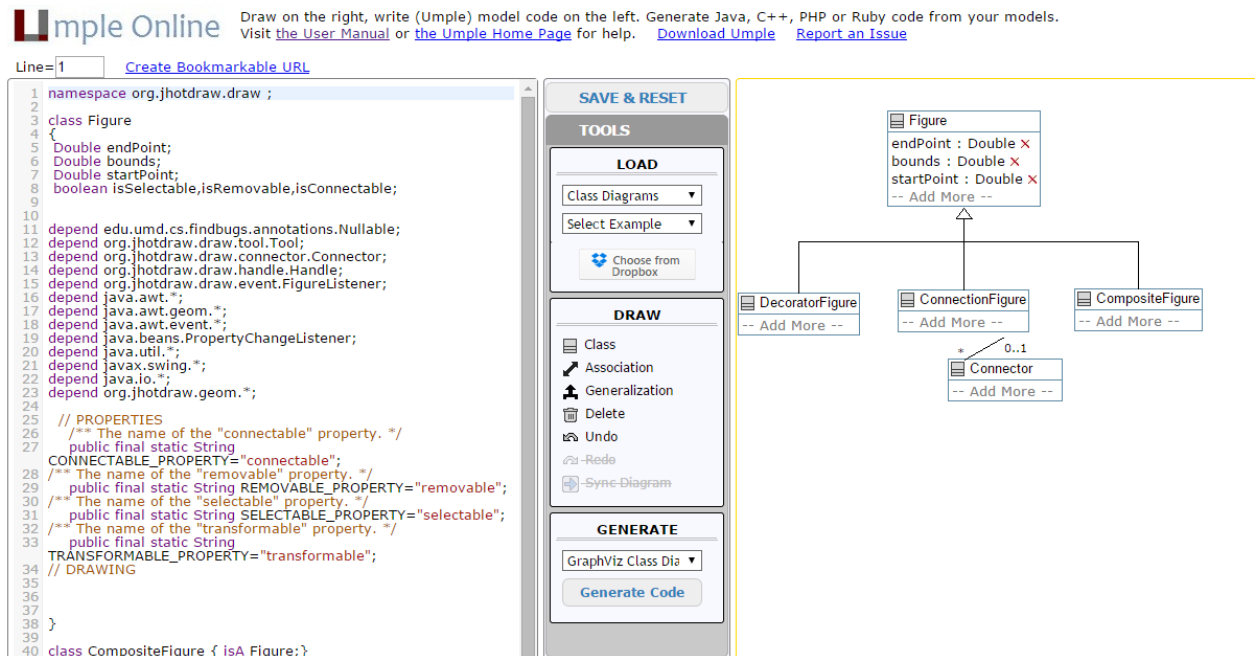 Umple Online
Draw on the right, write (Umple) model code on the left. Generate Java, C++, PHP or Ruby code from your models.
Visit the User Manual or the Umple Home Page for help. Download Umple Report an Issue
Line= 1 Create Bookmarkable URL
1 namespace org.jhotdraw.draw ;
2
3 class Figure
4 {
5 Double endPoint;
6 Double bounds;
7 Double startPoint;
8 boolean isSelectable,isRemovable,isConnectable;
9
10
11 depend edu.umd.cs.findbugs.annotations.Nullable;
12 depend org.jhotdraw.draw.tool.Tool;
13 depend org.jhotdraw.draw.connector.Connector;
14 depend org.jhotdraw.draw.handle.Handle;
15 depend org.jhotdraw.draw.event.FigureListener;
16 depend java.awt.*;
17 depend java.awt.geom.*;
18 depend java.awt.event.*;
19 depend java.beans.PropertyChangeListener;
20 depend java.util.*;
21 depend javax.swing.*;
22 depend java.io.*;
23 depend org.jhotdraw.geom.*;
24
25 // PROPERTIES
26 /** The name of the "connectable" property. */
27 public final static String
CONNECTABLE_PROPERTY="connectable";
28 /** The name of the "removable" property. */
29 public final static String REMOVABLE_PROPERTY="removable";
30 /** The name of the "selectable" property. */
31 public final static String SELECTABLE_PROPERTY="selectable";
32 /** The name of the "transformable" property. */
33 public final static String
TRANSFORMABLE_PROPERTY="transformable";
34 // DRAWING
35
36
37
38 }
39
40 class CompositeFigure { isA Figure;}
SAVE & RESET
TOOLS
LOAD
Class Diagrams
Select Example
Choose from
Dropbox
DRAW
Class
Association
Generalization
Delete
Undo
Redo
Sync Diagram
GENERATE
GraphViz Class Dia
Generate Code
Figure
endPoint : Double X
bounds : Double X
startPoint : Double X
-- Add More --
DecoratorFigure
-- Add More --
ConnectionFigure
-- Add More --
CompositeFigure
-- Add More --
* 0..1
Connector
-- Add More --